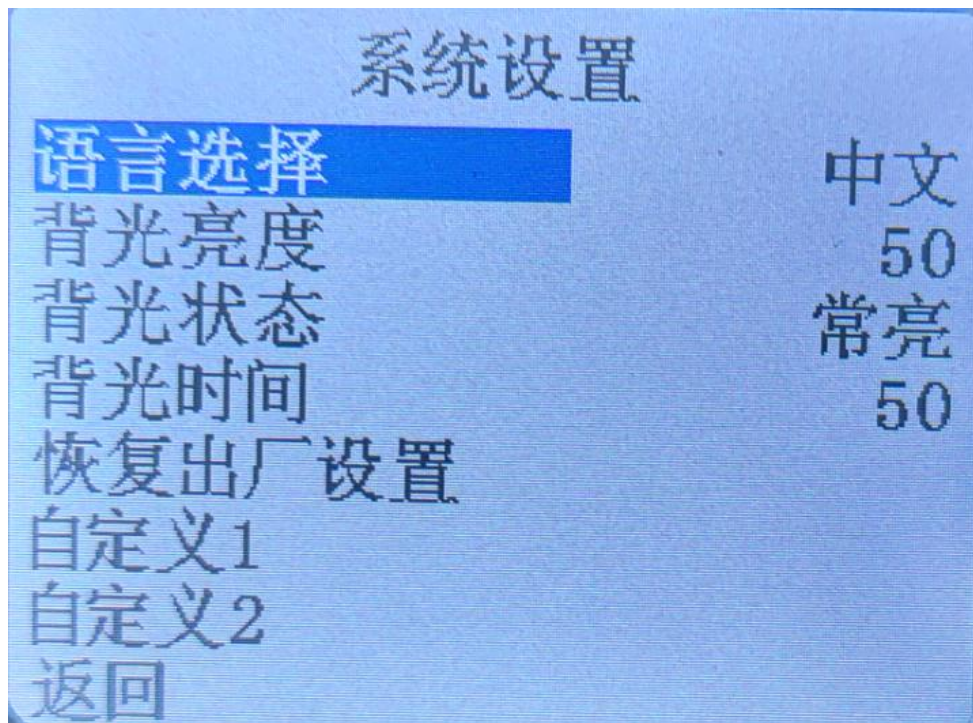 系统设置
语言选择 中文
背光亮度 50
背光状态 常亮
背光时间 50
恢复出厂设置
自定义1
自定义2
返回